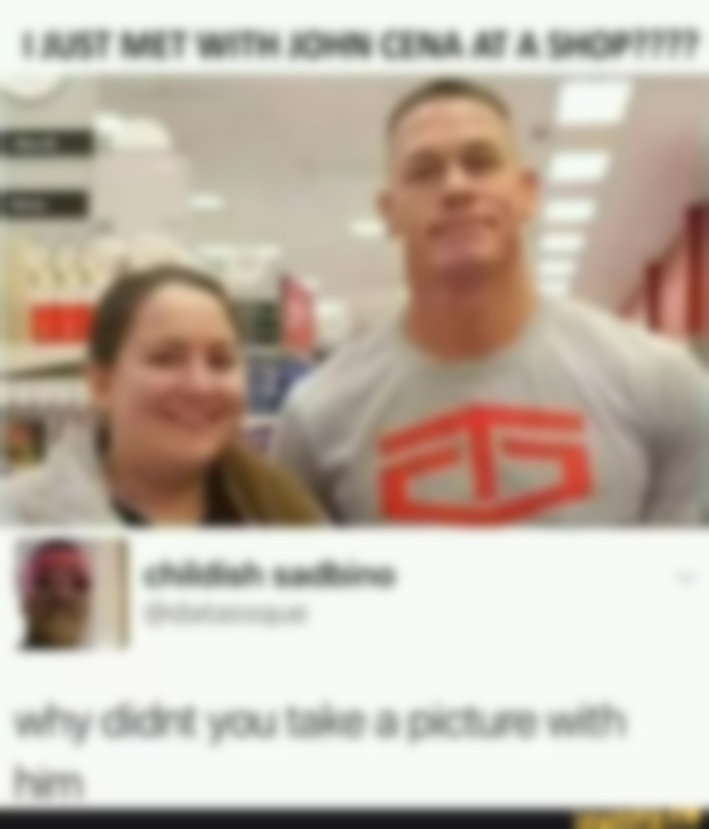 I JUST MET WITH JOHN CENA AT A SHOP????
childish sadbino
why didnt you take a picture with
him